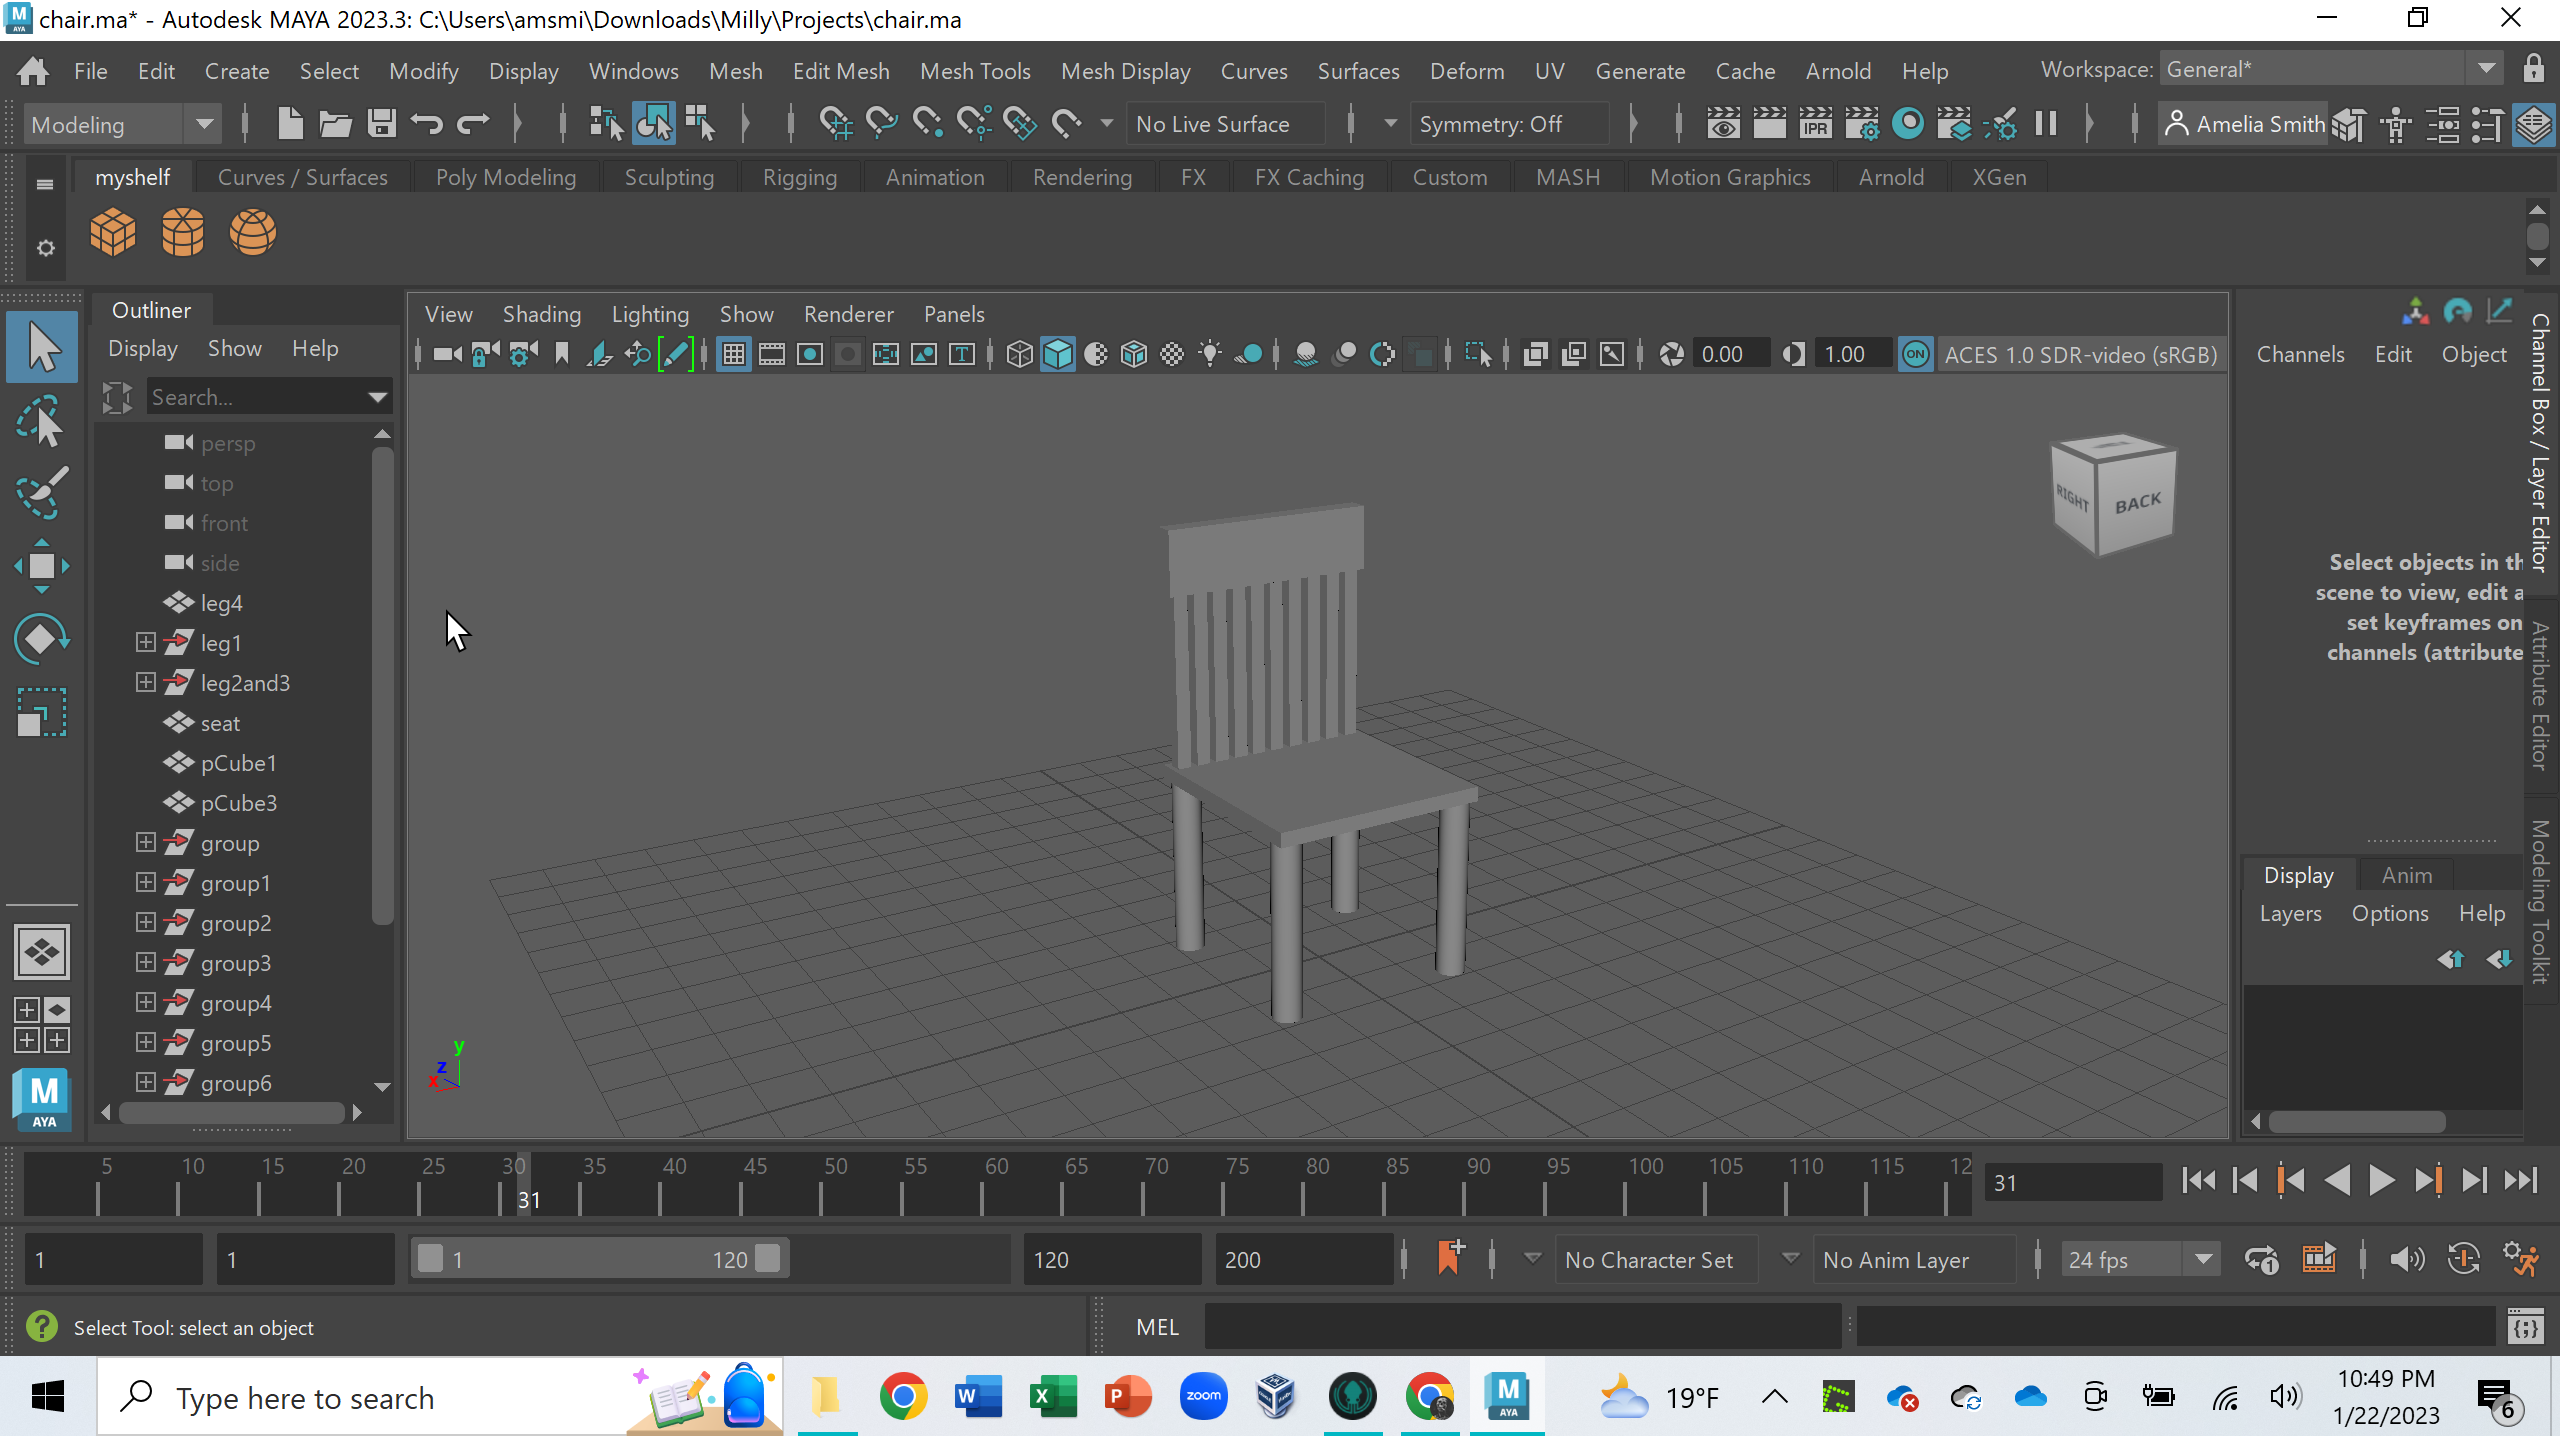 chair.ma* - Autodesk MAYA 2023.3: C:\Users\amsmi\Downloads\Milly\Projects\chair.ma
File Edit Create Select Modify Display Windows Mesh Edit Mesh Mesh Tools Mesh Display Curves Surfaces Deform UV Generate Cache Arnold Help Workspace: General*
Modeling No Live Surface Symmetry: Off IPR Amelia Smith
myshelf Curves / Surfaces Poly Modeling Sculpting Rigging Animation Rendering FX FX Caching Custom MASH Motion Graphics Arnold XGen
Outliner
Display Show Help
Search...
persp
top
front
side
leg4
leg1
leg2and3
seat
pCube1
pCube3
group
group1
group2
group3
group4
group5
group6
View Shading Lighting Show Renderer Panels
0.00 1.00 ON ACES 1.0 SDR-video (sRGB)
RIGHT BACK
y
z
x
Channels Edit Object
Select objects in th
scene to view, edit a
set keyframes on
channels (attribute
Channel Box / Layer Editor
Attribute Editor
Modeling Toolkit
Display Anim
Layers Options Help
M
AYA
5 10 15 20 25 30 35 40 45 50 55 60 65 70 75 80 85 90 95 100 105 110 115 12
31
31
1 1 1 120 120 200 No Character Set No Anim Layer 24 fps
Select Tool: select an object
MEL
Type here to search
W X P zoom M AYA
19°F
10:49 PM
1/22/2023
6